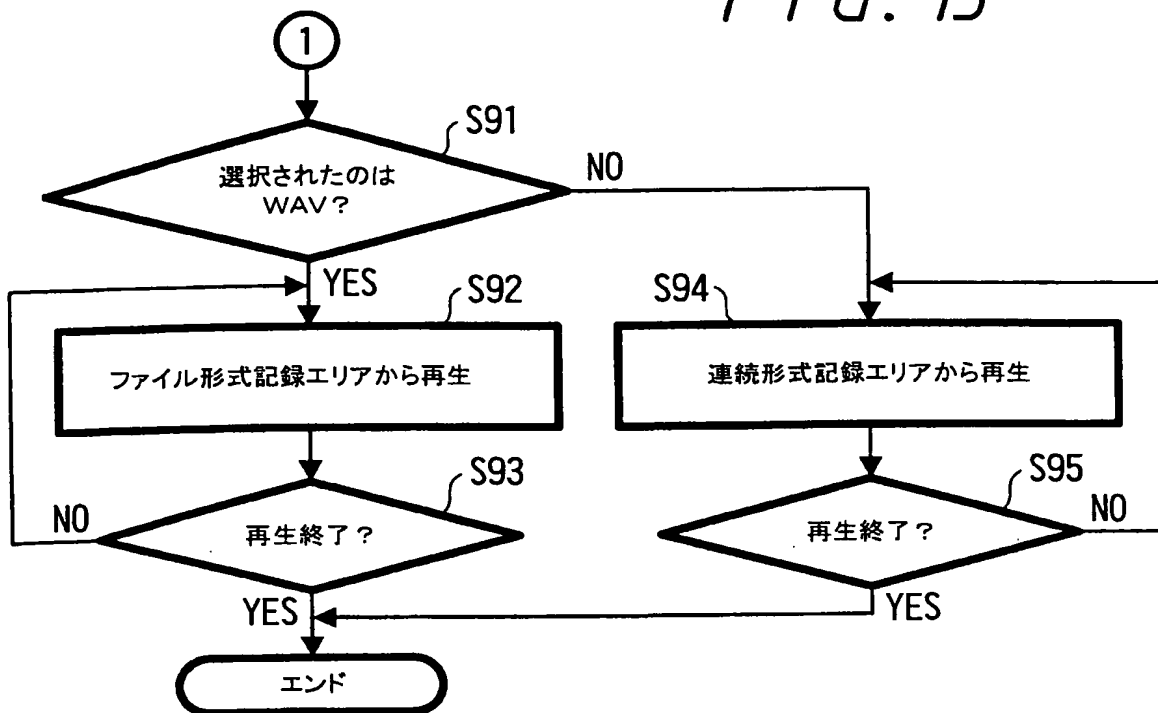 1
S91
選択されたのは
WAV?
NO
YES
S92
ファイル形式記録エリアから再生
S94
連続形式記録エリアから再生
S93
再生終了?
NO
YES
S95
再生終了?
NO
YES
エンド